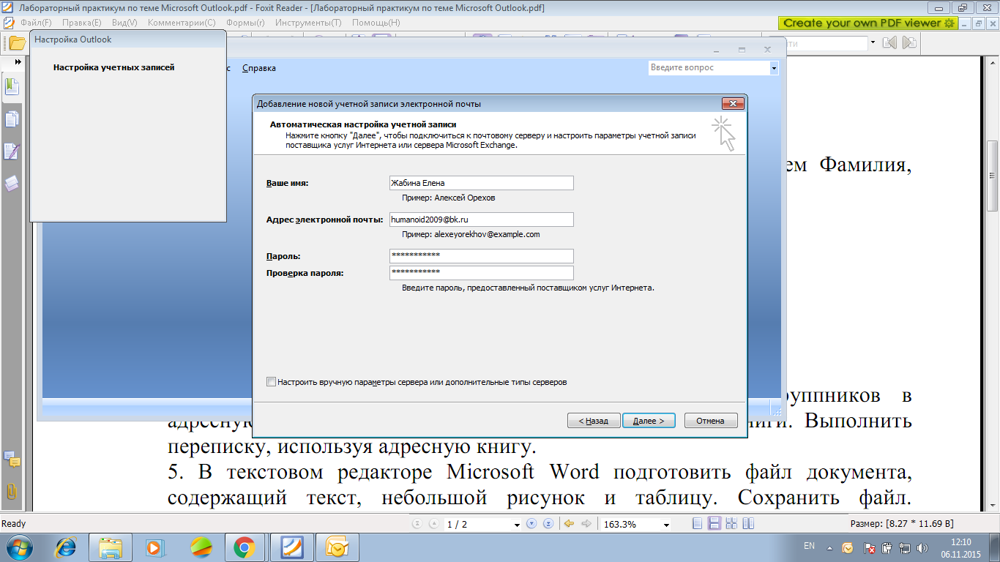 Лабораторный практикум по теме Microsoft Outlook.pdf - Foxit Reader - [Лабораторный практикум по теме Microsoft Outlook.pdf]
Файл(F) Правка(E) Вид(V) Комментарии(C) Формы(r) Инструменты(T) Помощь(H)
Create your own PDF viewer
Настройка Outlook
Настройка учетных записей
Справка
Введите вопрос
Добавление новой учетной записи электронной почты
Автоматическая настройка учетной записи
Нажмите кнопку "Далее", чтобы подключиться к почтовому серверу и настроить параметры учетной записи
поставщика услуг Интернета или сервера Microsoft Exchange.
ем Фамилия,
Ваше имя: Жабина Елена
Пример: Алексей Орехов
Адрес электронной почты: humanoid2009@bk.ru
Пример: alexeyorekhov@example.com
Пароль: ***********
Проверка пароля: ***********
Введите пароль, предоставленный поставщиком услуг Интернета.
Настроить вручную параметры сервера или дополнительные типы серверов
< Назад Далее > Отмена
руппников в
адресную ниги. Выполнить
переписку, используя адресную книгу.
5. В текстовом редакторе Microsoft Word подготовить файл документа,
содержащий текст, небольшой рисунок и таблицу. Сохранить файл.
Ready 1 / 2 163.3% Размер: [8.27 * 11.69 В]
EN 12:10
06.11.2015